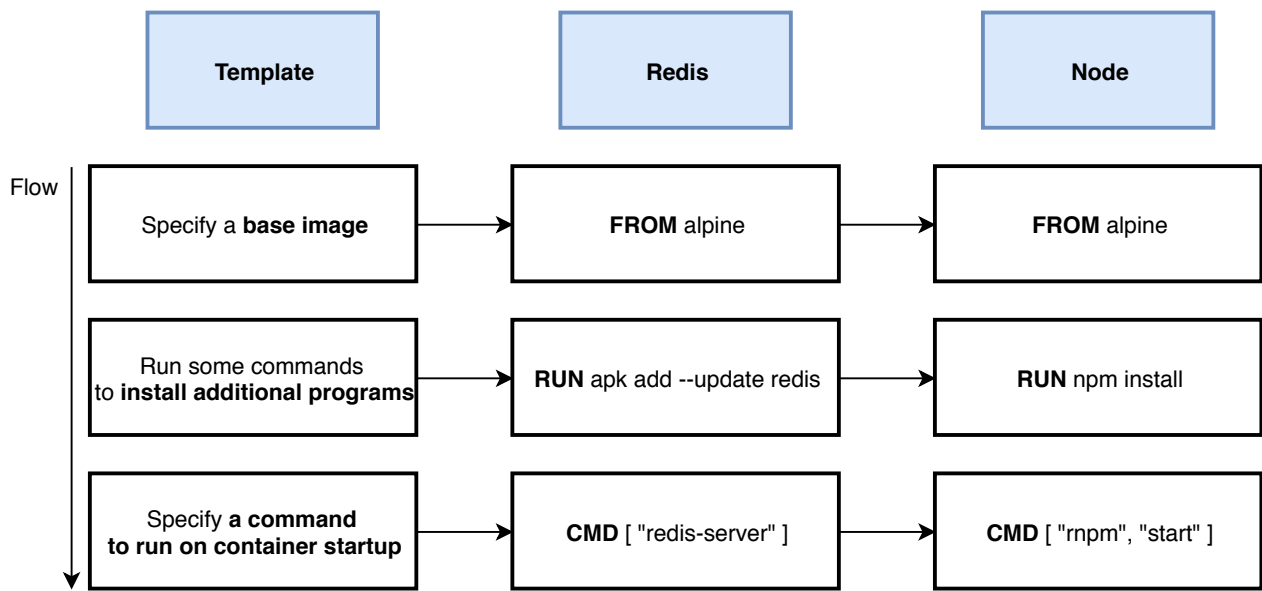 Template
Redis
Node
Flow
Specify a base image
FROM alpine
FROM alpine
Run some commands
to install additional programs
RUN apk add --update redis
RUN npm install
Specify a command
to run on container startup
CMD [ "redis-server" ]
CMD [ "rnpm", "start" ]